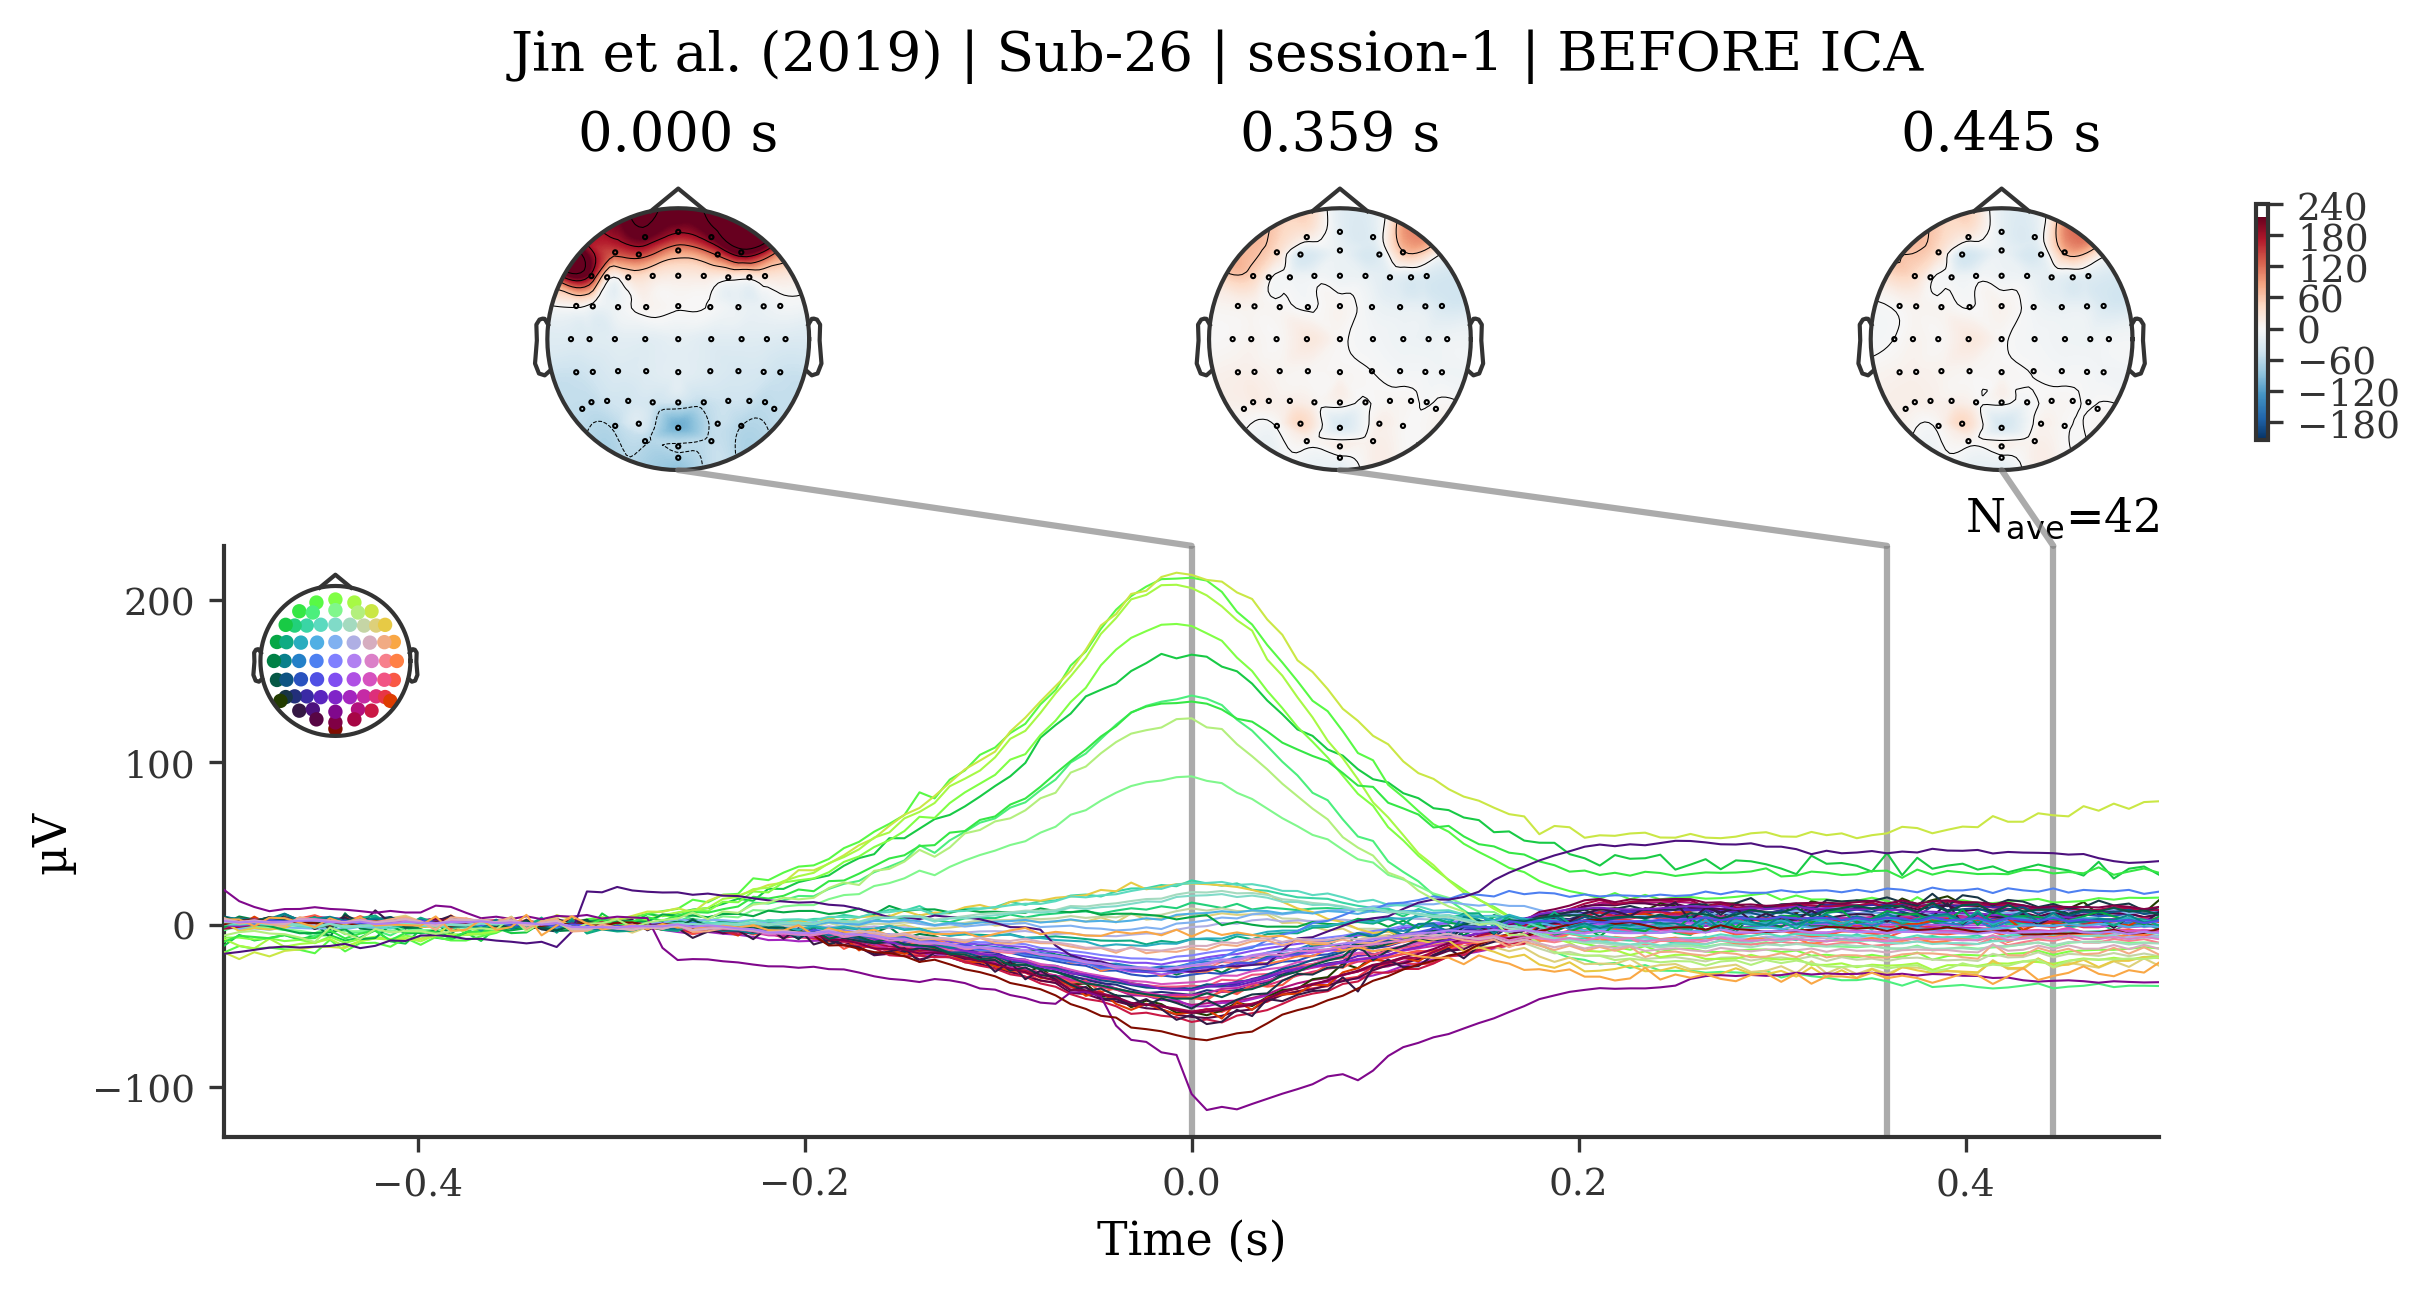 Jin et al. (2019) | Sub-26 | session-1 | BEFORE ICA
0.000 s
0.359 s
0.445 s
240
180
120
60
0
−60
−120
−180
Nave=42
µV
200
100
0
−100
−0.4
−0.2
0.0
0.2
0.4
Time (s)